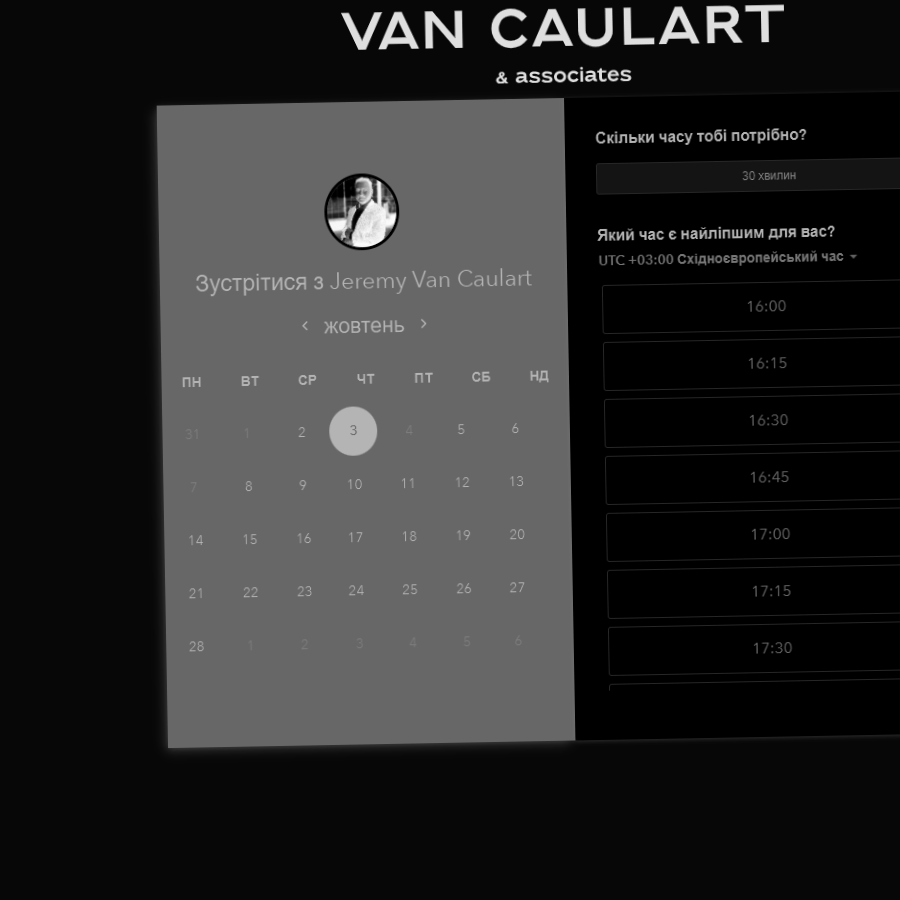 VAN CAULART
& associates
Зустрітися з Jeremy Van Caulart
‹ жовтень ›
ПН ВТ СР ЧТ ПТ СБ НД
31 1 2 3 4 5 6
7 8 9 10 11 12 13
14 15 16 17 18 19 20
21 22 23 24 25 26 27
28 1 2 3 4 5 6
Скільки часу тобі потрібно?
30 хвилин
Який час є найліпшим для вас?
UTC +03:00 Східноєвропейський час
16:00
16:15
16:30
16:45
17:00
17:15
17:30